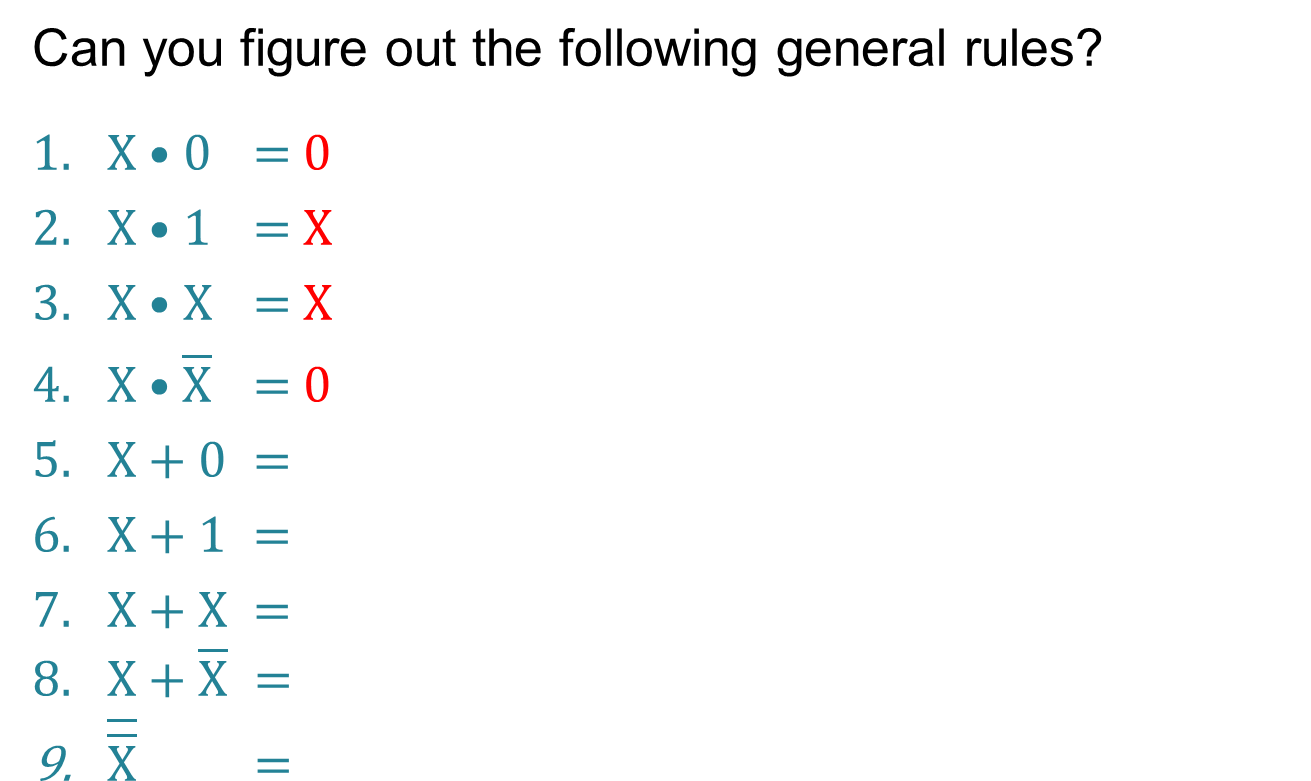 Can you figure out the following general rules?
1. X • 0 = 0
2. X • 1 = X
3. X • X = X
4. X • X̅ = 0
5. X + 0 =
6. X + 1 =
7. X + X =
8. X + X̅ =
9. X̿ =